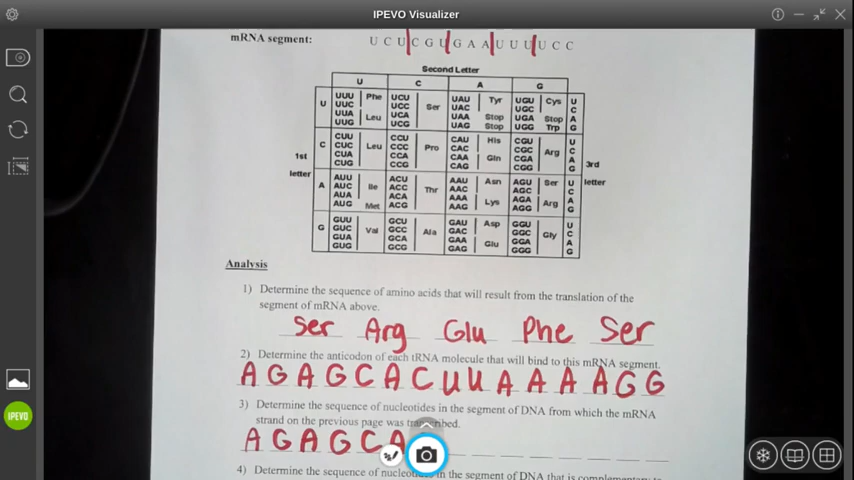 IPEVO Visualizer
mRNA segment: U C U C G U G A A U U U U C C
Second Letter
U C A G
U UUU Phe UCU Ser UAU Tyr UGU Cys U
UUC UCC UAC UGC C
UUA Leu UCA UAA Stop UGA Stop A
UUG UCG UAG Stop UGG Trp G
C CUU Leu CCU Pro CAU His CGU Arg U
CUC CCC CAC CGC C
CUA CCA CAA Gln CGA A
CUG CCG CAG CGG G
1st letter
3rd letter
A AUU Ile ACU Thr AAU Asn AGU Ser U
AUC ACC AAC AGC C
AUA ACA AAA Lys AGA Arg A
AUG Met ACG AAG AGG G
G GUU Val GCU Ala GAU Asp GGU Gly U
GUC GCC GAC GGC C
GUA GCA GAA Glu GGA A
GUG GCG GAG GGG G
Analysis
1) Determine the sequence of amino acids that will result from the translation of the
segment of mRNA above.
Ser Arg Glu Phe Ser
2) Determine the anticodon of each tRNA molecule that will bind to this mRNA segment.
A G A G C A C U U A A A A G G
3) Determine the sequence of nucleotides in the segment of DNA from which the mRNA
strand on the previous page was transcribed.
A G A G C A
4) Determine the sequence of in the segment of DNA that is
IPEVO